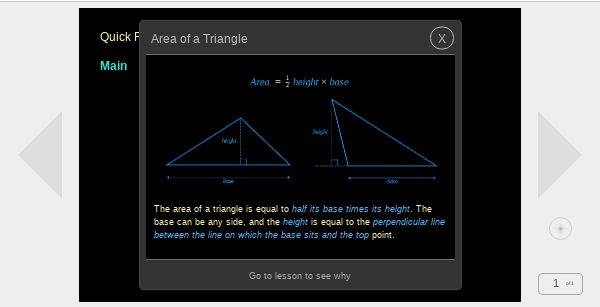 Quick
Area of a Triangle
X
Main
Area = 1/2 height × base
height
height
base
base
The area of a triangle is equal to half its base times its height. The
base can be any side, and the height is equal to the perpendicular line
between the line on which the base sits and the top point.
Go to lesson to see why
1 of 1